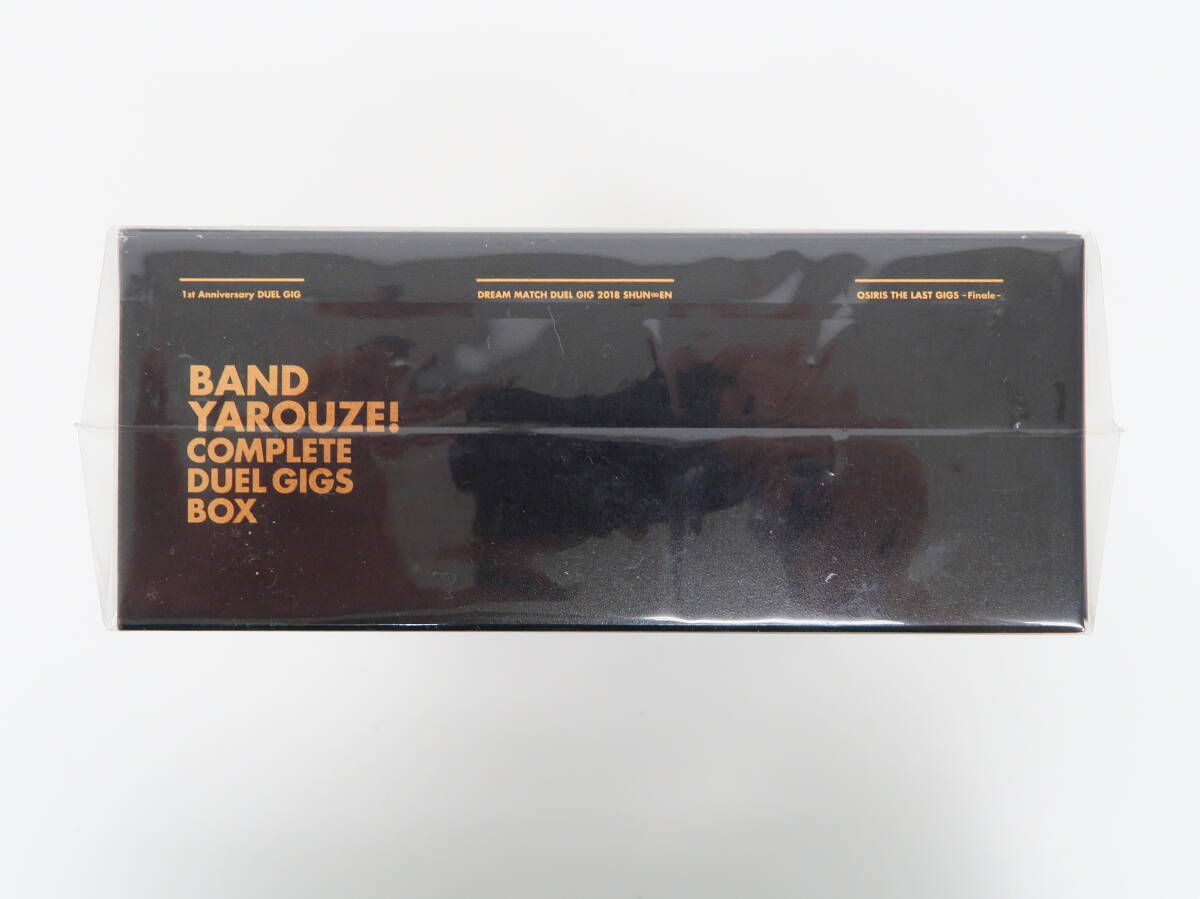 1st Anniversary DUEL GIG
DREAM MATCH DUEL GIG 2018 SHUN∞EN
OSIRIS THE LAST GIGS -Finale-
BAND
YAROUZE!
COMPLETE
DUEL GIGS
BOX